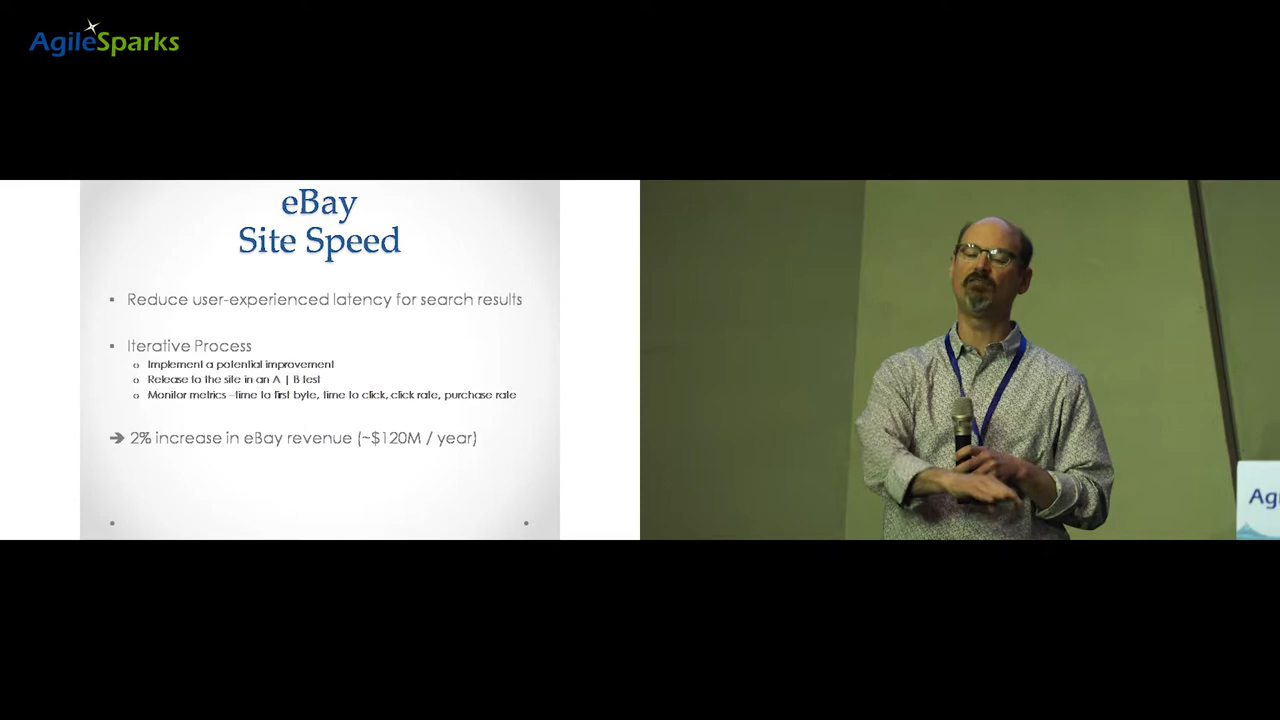 AgileSparks
eBay
Site Speed
▪ Reduce user-experienced latency for search results
▪ Iterative Process
o Implement a potential improvement
o Release to the site in an A | B test
o Monitor metrics –time to first byte, time to click, click rate, purchase rate
➔ 2% increase in eBay revenue (~$120M / year)
Agi